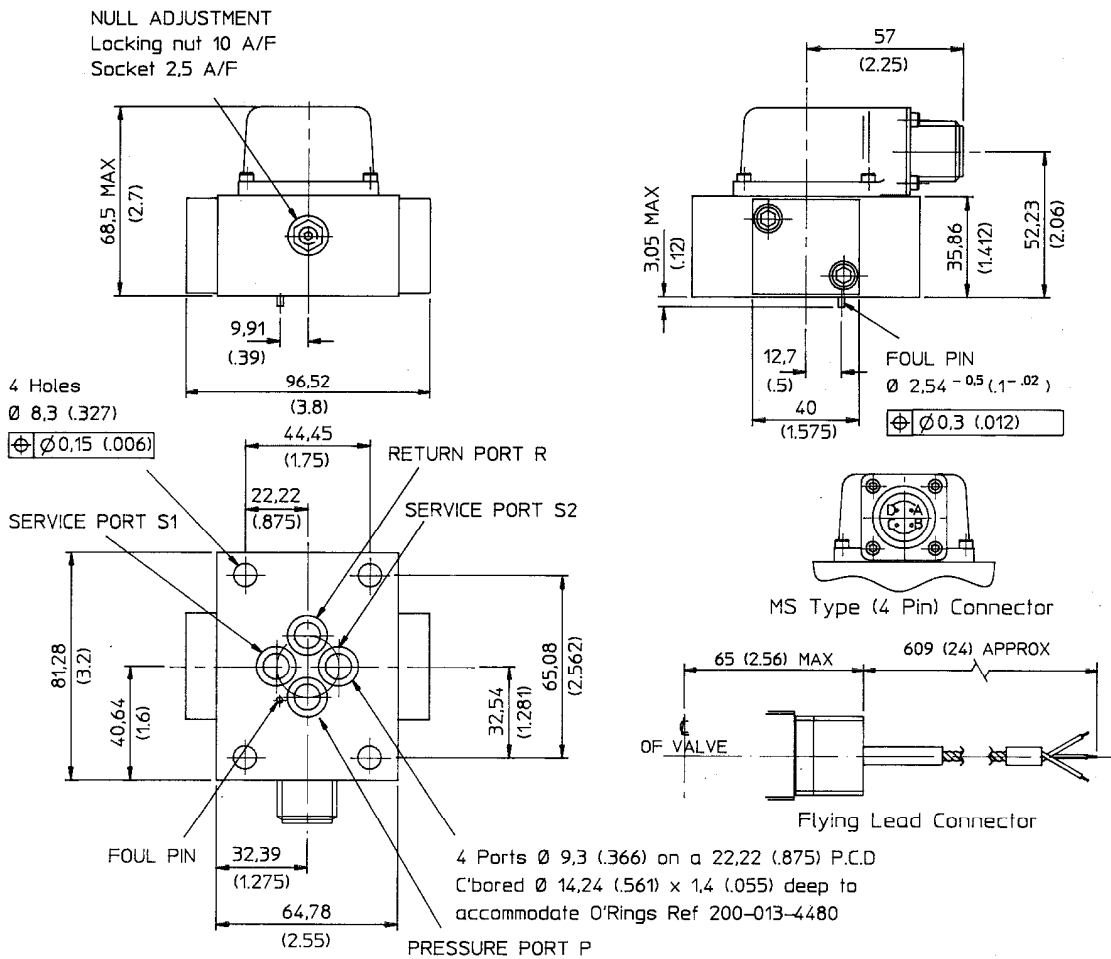 NULL ADJUSTMENT
Locking nut 10 A/F
Socket 2,5 A/F
68,5 MAX
(2.7)
9,91
(.39)
96,52
(3.8)
57
(2.25)
3,05 MAX
(.12)
35,86
(1.412)
52,23
(2.06)
12,7
(.5)
40
(1.575)
FOUL PIN
Ø 2,54 - 0,5 (.1 - .02 )
⌖ Ø0,3 (.012)
4 Holes
Ø 8,3 (.327)
⌖ Ø0,15 (.006)
44,45
(1.75)
22,22
(.875)
RETURN PORT R
SERVICE PORT S2
SERVICE PORT S1
81,28
(3.2)
40,64
(1.6)
32,54
(1.281)
65,08
(2.562)
FOUL PIN
32,39
(1.275)
64,78
(2.55)
PRESSURE PORT P
4 Ports Ø 9,3 (.366) on a 22,22 (.875) P.C.D
C'bored Ø 14,24 (.561) x 1,4 (.055) deep to
accommodate O'Rings Ref 200-013-4480
D A
C B
MS Type (4 Pin) Connector
65 (2.56) MAX
609 (24) APPROX
℄
OF VALVE
Flying Lead Connector